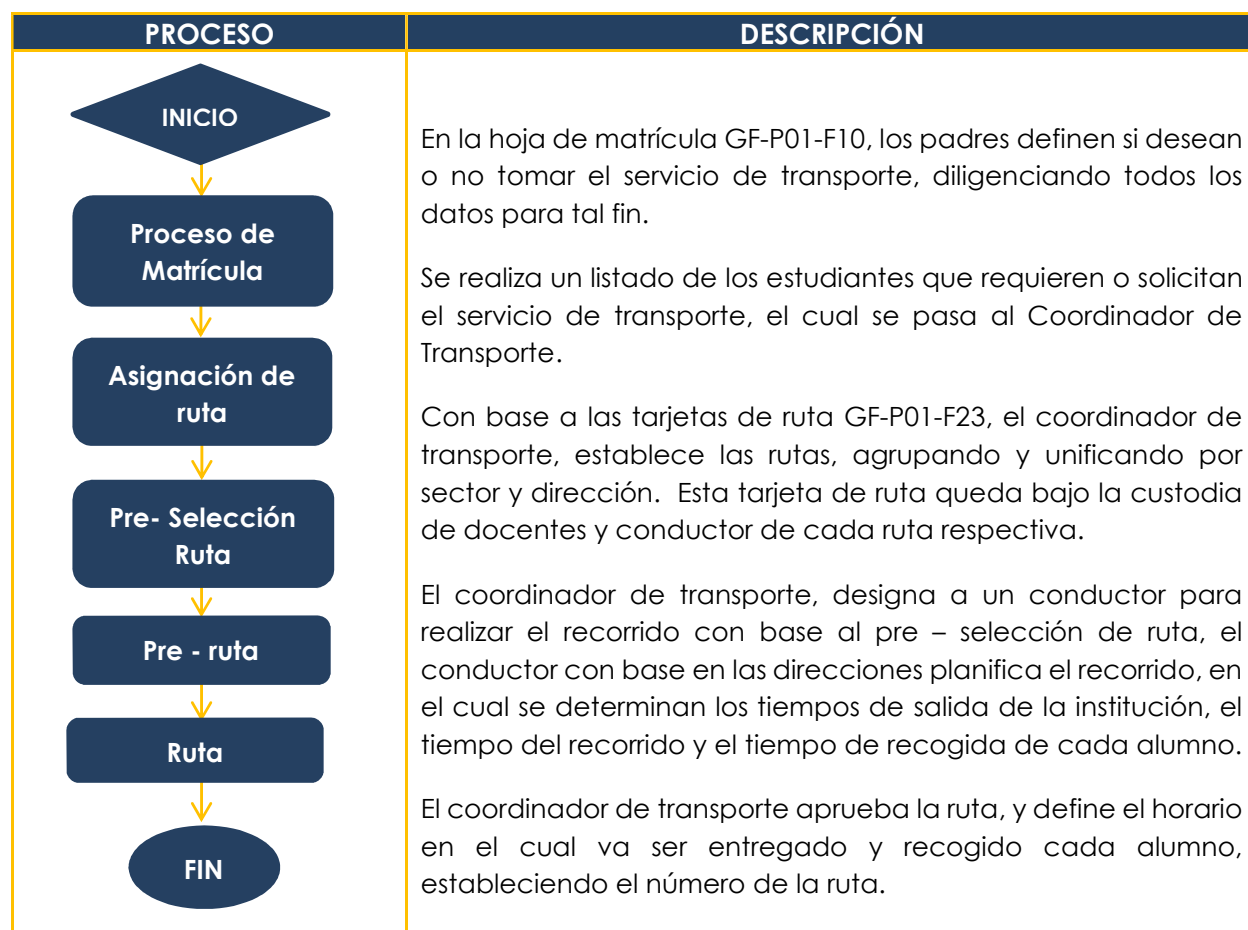 PROCESO
DESCRIPCIÓN
INICIO
Proceso de
Matrícula
Asignación de
ruta
Pre- Selección
Ruta
Pre - ruta
Ruta
FIN
En la hoja de matrícula GF-P01-F10, los padres definen si desean
o no tomar el servicio de transporte, diligenciando todos los
datos para tal fin.
Se realiza un listado de los estudiantes que requieren o solicitan
el servicio de transporte, el cual se pasa al Coordinador de
Transporte.
Con base a las tarjetas de ruta GF-P01-F23, el coordinador de
transporte, establece las rutas, agrupando y unificando por
sector y dirección. Esta tarjeta de ruta queda bajo la custodia
de docentes y conductor de cada ruta respectiva.
El coordinador de transporte, designa a un conductor para
realizar el recorrido con base al pre – selección de ruta, el
conductor con base en las direcciones planifica el recorrido, en
el cual se determinan los tiempos de salida de la institución, el
tiempo del recorrido y el tiempo de recogida de cada alumno.
El coordinador de transporte aprueba la ruta, y define el horario
en el cual va ser entregado y recogido cada alumno,
estableciendo el número de la ruta.